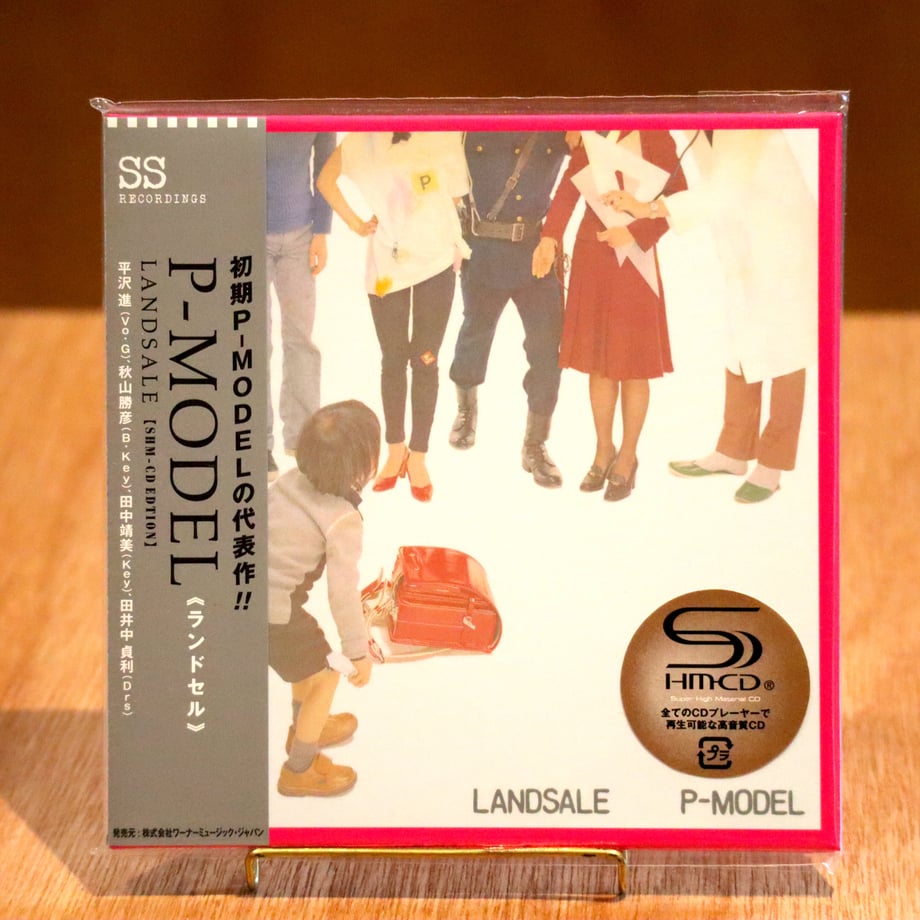 SS
RECORDINGS
初期P-MODELの代表作!!
P-MODEL《ランドセル》
LANDSALE [SHM-CD EDTION]
平沢 進(Vo・G)、秋山勝彦(B・Key)、田中靖美(Key)、田井中 貞利(Drs)
発売元:株式会社ワーナーミュージック・ジャパン
P
S
HM-CD®
Super High Material CD
全てのCDプレーヤーで
再生可能な高音質CD
プラ
LANDSALE P-MODEL